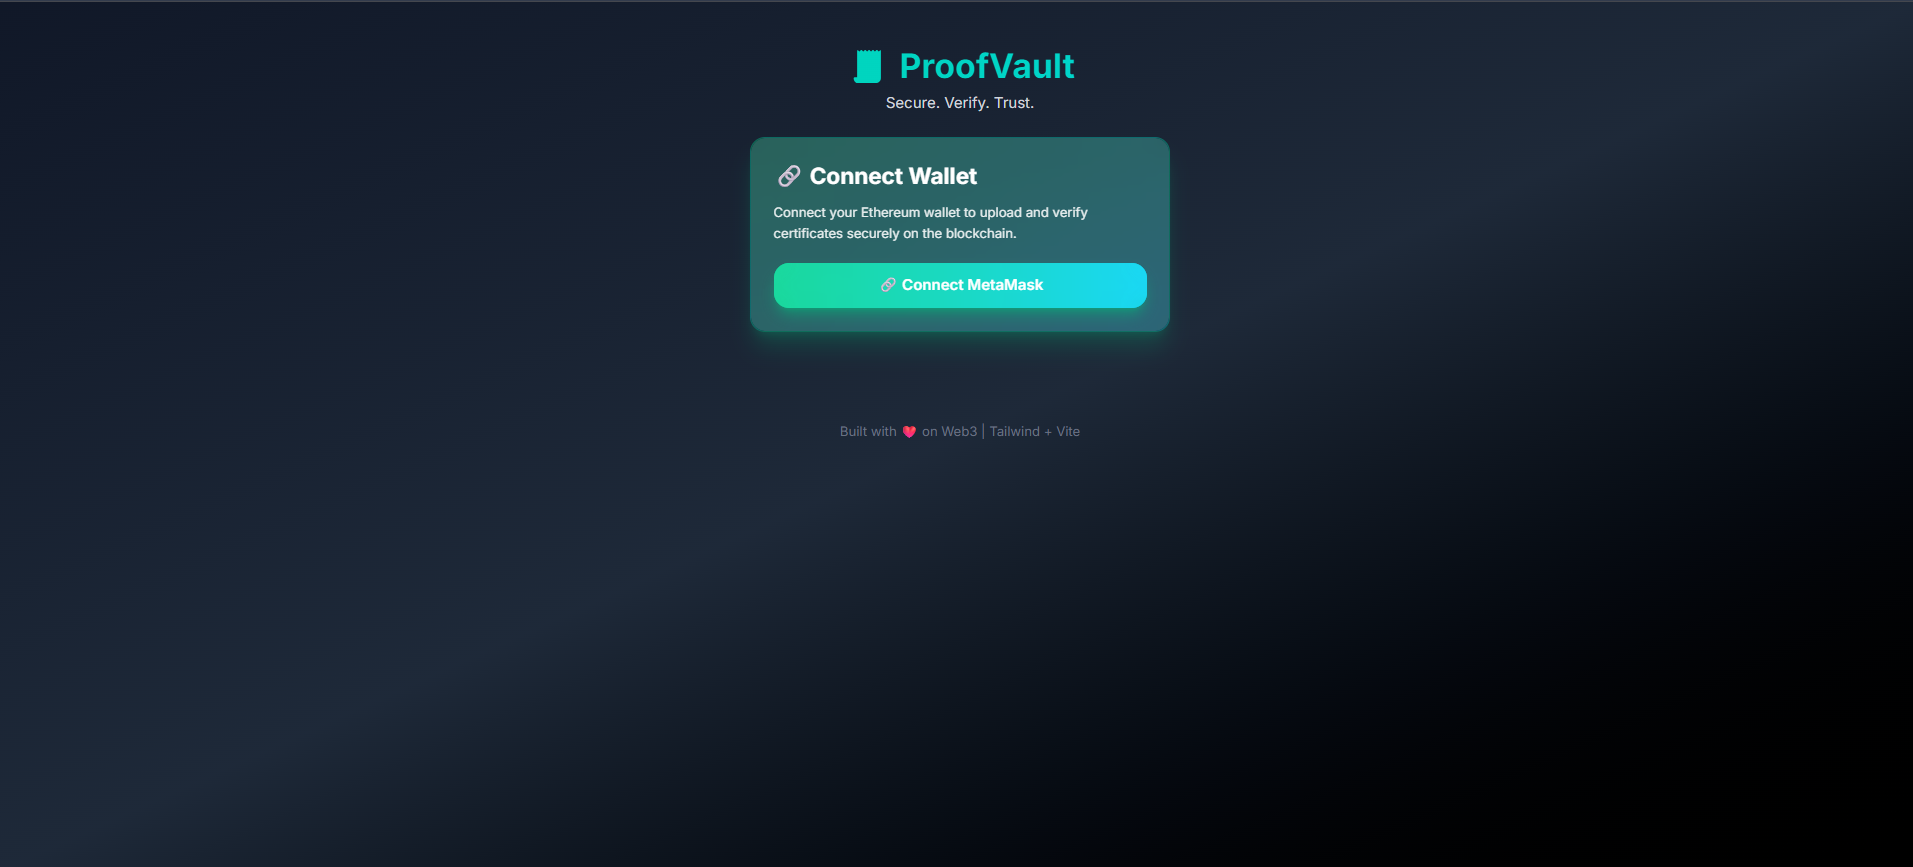 🧾 ProofVault
Secure. Verify. Trust.
🔗 Connect Wallet
Connect your Ethereum wallet to upload and verify
certificates securely on the blockchain.
🔗 Connect MetaMask
Built with ❤️ on Web3 | Tailwind + Vite